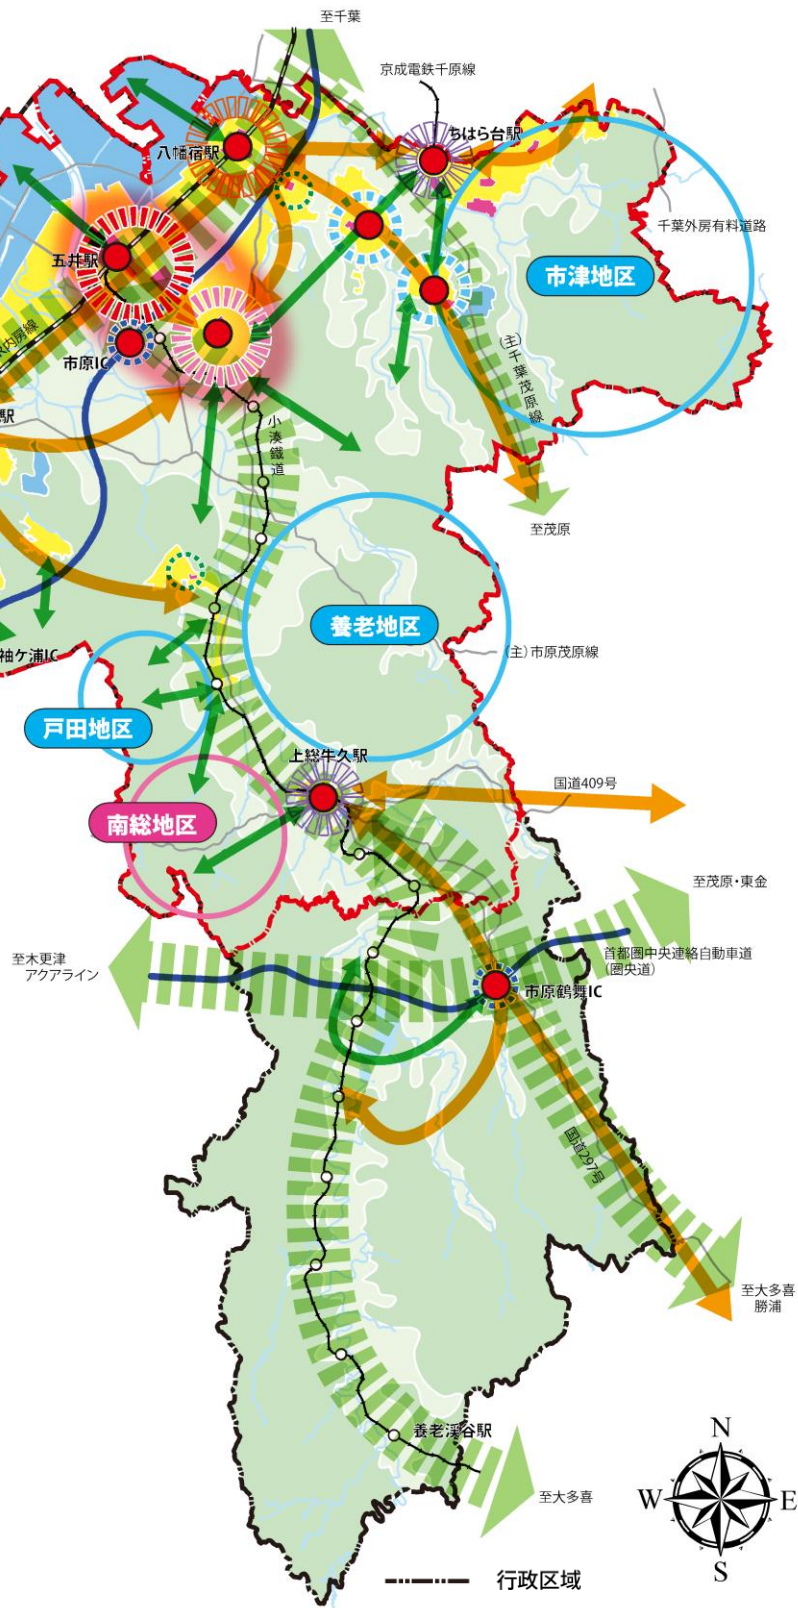 至千葉
京成電鉄千原線
ちはら台駅
八幡宿駅
千葉外房有料道路
五井駅
市津地区
内房線
市原IC
(主)千葉茂原線
駅
小湊鐵道
至茂原
養老地区
袖ケ浦IC
(主)市原茂原線
戸田地区
上総牛久駅
国道409号
南総地区
至茂原・東金
首都圏中央連絡自動車道
(圏央道)
至木更津
アクアライン
市原鶴舞IC
国道297号
至大多喜
勝浦
養老渓谷駅
至大多喜
N
W
E
S
行政区域